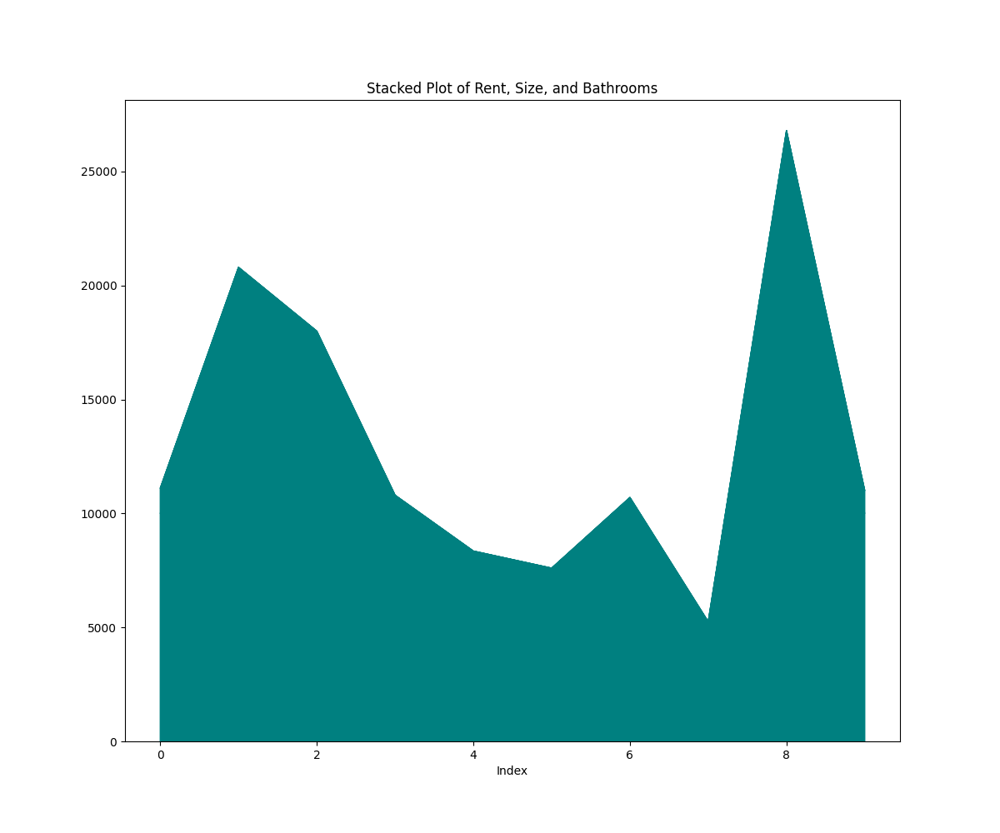 Stacked Plot of Rent, Size, and Bathrooms
25000
20000
15000
10000
5000
0
0 2 4 6 8
Index